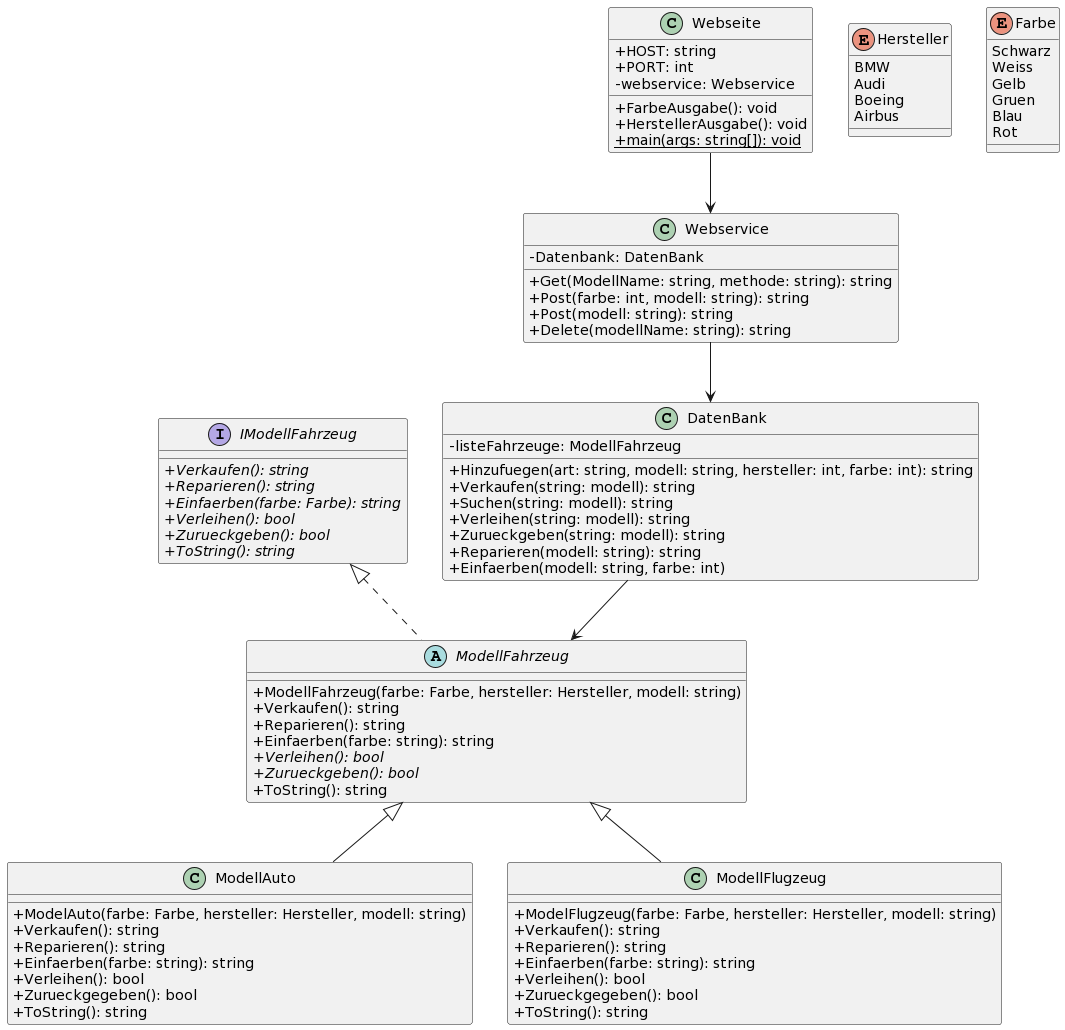 C Webseite
+HOST: string
+PORT: int
-webservice: Webservice
+FarbeAusgabe(): void
+HerstellerAusgabe(): void
+main(args: string[]): void
E Hersteller
BMW
Audi
Boeing
Airbus
E Farbe
Schwarz
Weiss
Gelb
Gruen
Blau
Rot
C Webservice
-Datenbank: DatenBank
+Get(ModellName: string, methode: string): string
+Post(farbe: int, modell: string): string
+Post(modell: string): string
+Delete(modellName: string): string
I IModellFahrzeug
+Verkaufen(): string
+Reparieren(): string
+Einfaerben(farbe: Farbe): string
+Verleihen(): bool
+Zurueckgeben(): bool
+ToString(): string
C DatenBank
-listeFahrzeuge: ModellFahrzeug
+Hinzufuegen(art: string, modell: string, hersteller: int, farbe: int): string
+Verkaufen(string: modell): string
+Suchen(string: modell): string
+Verleihen(string: modell): string
+Zurueckgeben(string: modell): string
+Reparieren(modell: string): string
+Einfaerben(modell: string, farbe: int)
A ModellFahrzeug
+ModellFahrzeug(farbe: Farbe, hersteller: Hersteller, modell: string)
+Verkaufen(): string
+Reparieren(): string
+Einfaerben(farbe: string): string
+Verleihen(): bool
+Zurueckgeben(): bool
+ToString(): string
C ModellAuto
+ModelAuto(farbe: Farbe, hersteller: Hersteller, modell: string)
+Verkaufen(): string
+Reparieren(): string
+Einfaerben(farbe: string): string
+Verleihen(): bool
+Zurueckgegeben(): bool
+ToString(): string
C ModellFlugzeug
+ModelFlugzeug(farbe: Farbe, hersteller: Hersteller, modell: string)
+Verkaufen(): string
+Reparieren(): string
+Einfaerben(farbe: string): string
+Verleihen(): bool
+Zurueckgegeben(): bool
+ToString(): string